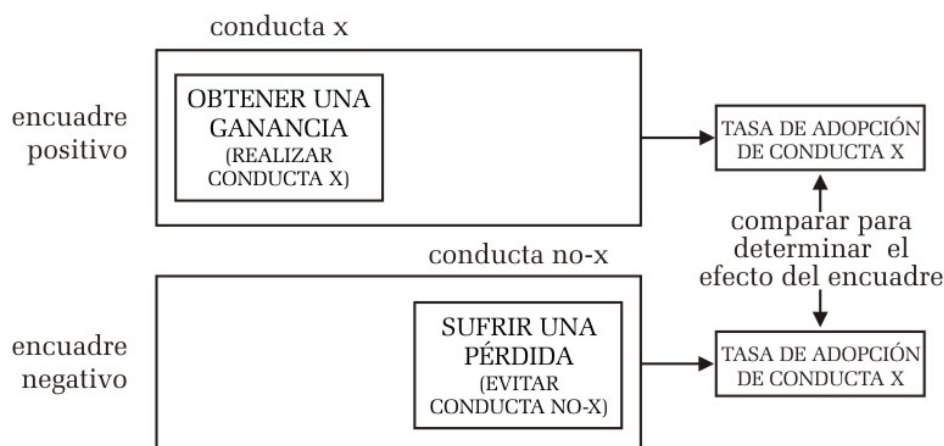 conducta x
encuadre
positivo
OBTENER UNA
GANANCIA
(REALIZAR
CONDUCTA X)
TASA DE ADOPCIÓN
DE CONDUCTA X
comparar para
determinar el
efecto del encuadre
conducta no-x
encuadre
negativo
SUFRIR UNA
PÉRDIDA
(EVITAR
CONDUCTA NO-X)
TASA DE ADOPCIÓN
DE CONDUCTA X